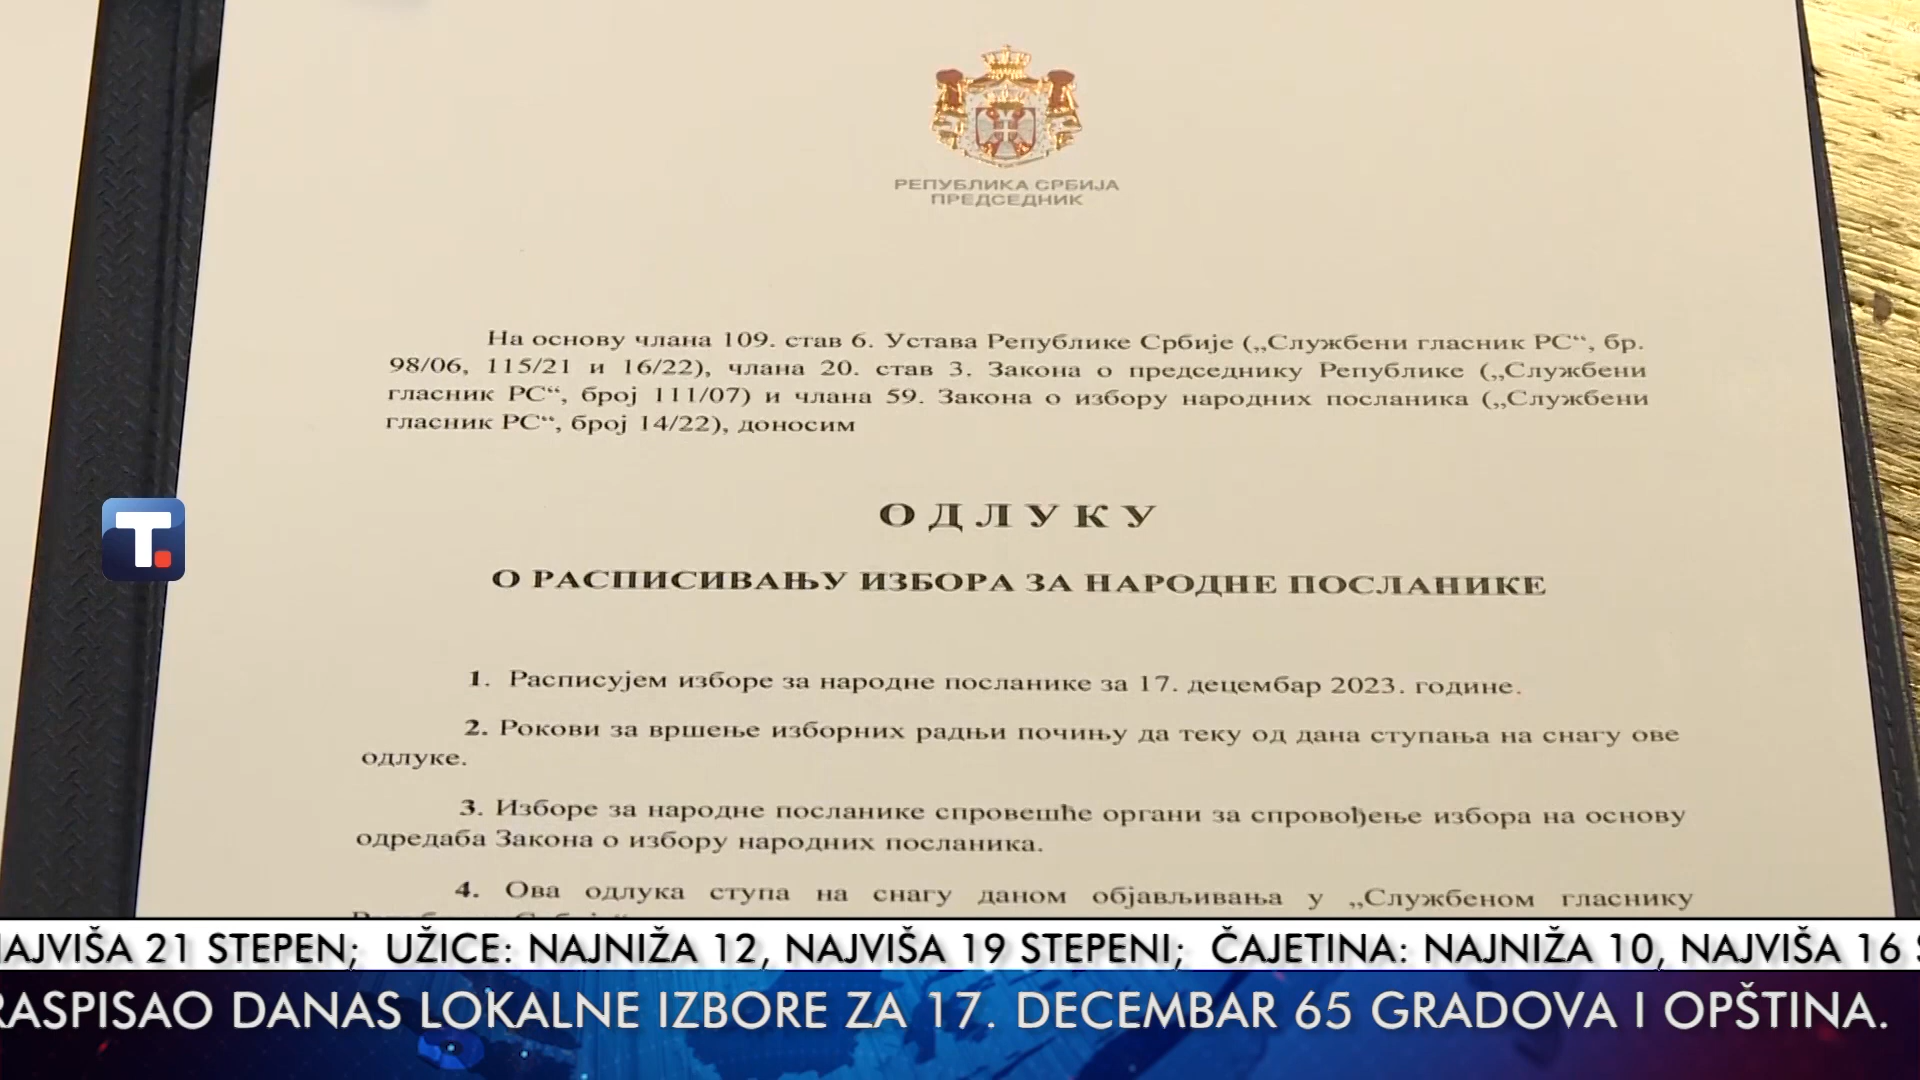 РЕПУБЛИКА СРБИЈА
ПРЕДСЕДНИК
На основу члана 109. став 6. Устава Републике Србије („Службени гласник РС“, бр.
98/06, 115/21 и 16/22), члана 20. став 3. Закона о председнику Републике („Службени
гласник РС“, број 111/07) и члана 59. Закона о избору народних посланика („Службени
гласник РС“, број 14/22), доносим
ОДЛУКУ
О РАСПИСИВАЊУ ИЗБОРА ЗА НАРОДНЕ ПОСЛАНИКЕ
1. Расписујем изборе за народне посланике за 17. децембар 2023. године.
2. Рокови за вршење изборних радњи почињу да теку од дана ступања на снагу ове
одлуке.
3. Изборе за народне посланике спровешће органи за спровођење избора на основу
одредаба Закона о избору народних посланика.
4. Ова одлука ступа на снагу даном објављивања у „Службеном гласнику
T.
NAJVIŠA 21 STEPEN; UŽICE: NAJNIŽA 12, NAJVIŠA 19 STEPENI; ČAJETINA: NAJNIŽA 10, NAJVIŠA 16 S
RASPISAO DANAS LOKALNE IZBORE ZA 17. DECEMBAR 65 GRADOVA I OPŠTINA.